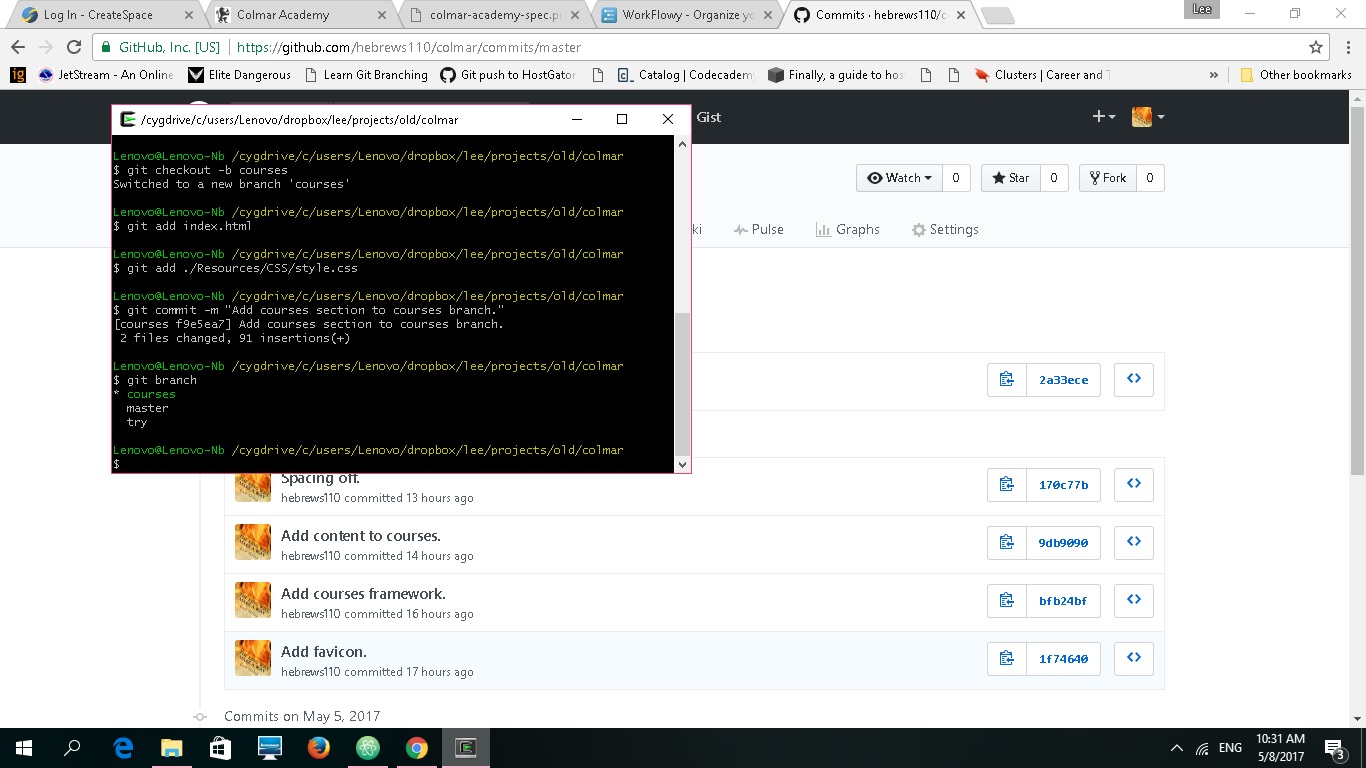 Log In - CreateSpace
Colmar Academy
colmar-academy-spec.p
WorkFlowy - Organize yo
Commits · hebrews110/c
Lee
GitHub, Inc. [US]
https://github.com/hebrews110/colmar/commits/master
ig
JetStream - An Online
Elite Dangerous
Learn Git Branching
Git push to HostGator
Catalog | Codecademy
Finally, a guide to hos
Clusters | Career and T
»
Other bookmarks
/cygdrive/c/users/Lenovo/dropbox/lee/projects/old/colmar
Gist
Lenovo@Lenovo-Nb /cygdrive/c/users/Lenovo/dropbox/lee/projects/old/colmar
$ git checkout -b courses
Switched to a new branch 'courses'
Lenovo@Lenovo-Nb /cygdrive/c/users/Lenovo/dropbox/lee/projects/old/colmar
$ git add index.html
Lenovo@Lenovo-Nb /cygdrive/c/users/Lenovo/dropbox/lee/projects/old/colmar
$ git add ./Resources/CSS/style.css
Lenovo@Lenovo-Nb /cygdrive/c/users/Lenovo/dropbox/lee/projects/old/colmar
$ git commit -m "Add courses section to courses branch."
[courses f9e5ea7] Add courses section to courses branch.
2 files changed, 91 insertions(+)
Lenovo@Lenovo-Nb /cygdrive/c/users/Lenovo/dropbox/lee/projects/old/colmar
$ git branch
* courses
master
try
Lenovo@Lenovo-Nb /cygdrive/c/users/Lenovo/dropbox/lee/projects/old/colmar
$
Watch 0
Star 0
Fork 0
ki
Pulse
Graphs
Settings
2a33ece
Spacing off.
hebrews110 committed 13 hours ago
170c77b
Add content to courses.
hebrews110 committed 14 hours ago
9db9090
Add courses framework.
hebrews110 committed 16 hours ago
bfb24bf
Add favicon.
hebrews110 committed 17 hours ago
1f74640
Commits on May 5, 2017
ENG
10:31 AM
5/8/2017
3